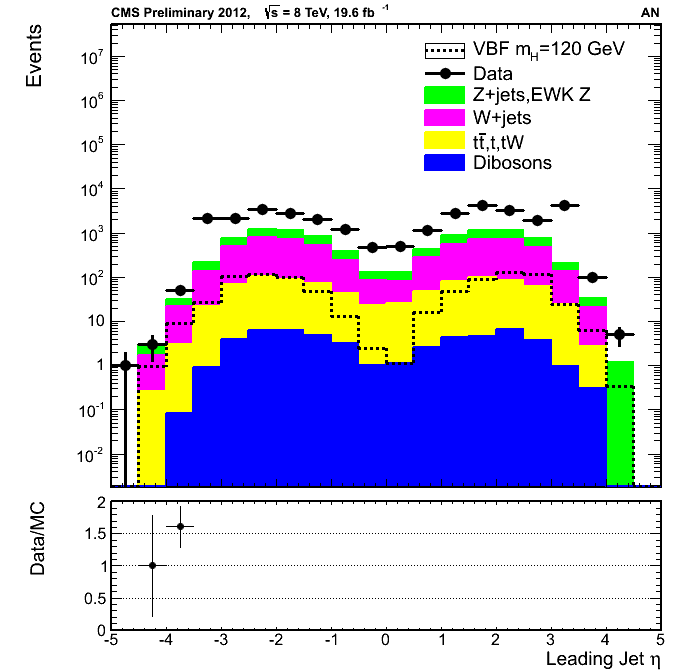 CMS Preliminary 2012, √s = 8 TeV, 19.6 fb⁻¹ AN
Events
VBF m_H=120 GeV
Data
Z+jets,EWK Z
W+jets
tt̄,t,tW
Dibosons
10⁷
10⁶
10⁵
10⁴
10³
10²
10
1
10⁻¹
10⁻²
Data/MC
2
1.5
1
0.5
0
-5 -4 -3 -2 -1 0 1 2 3 4 5
Leading Jet η